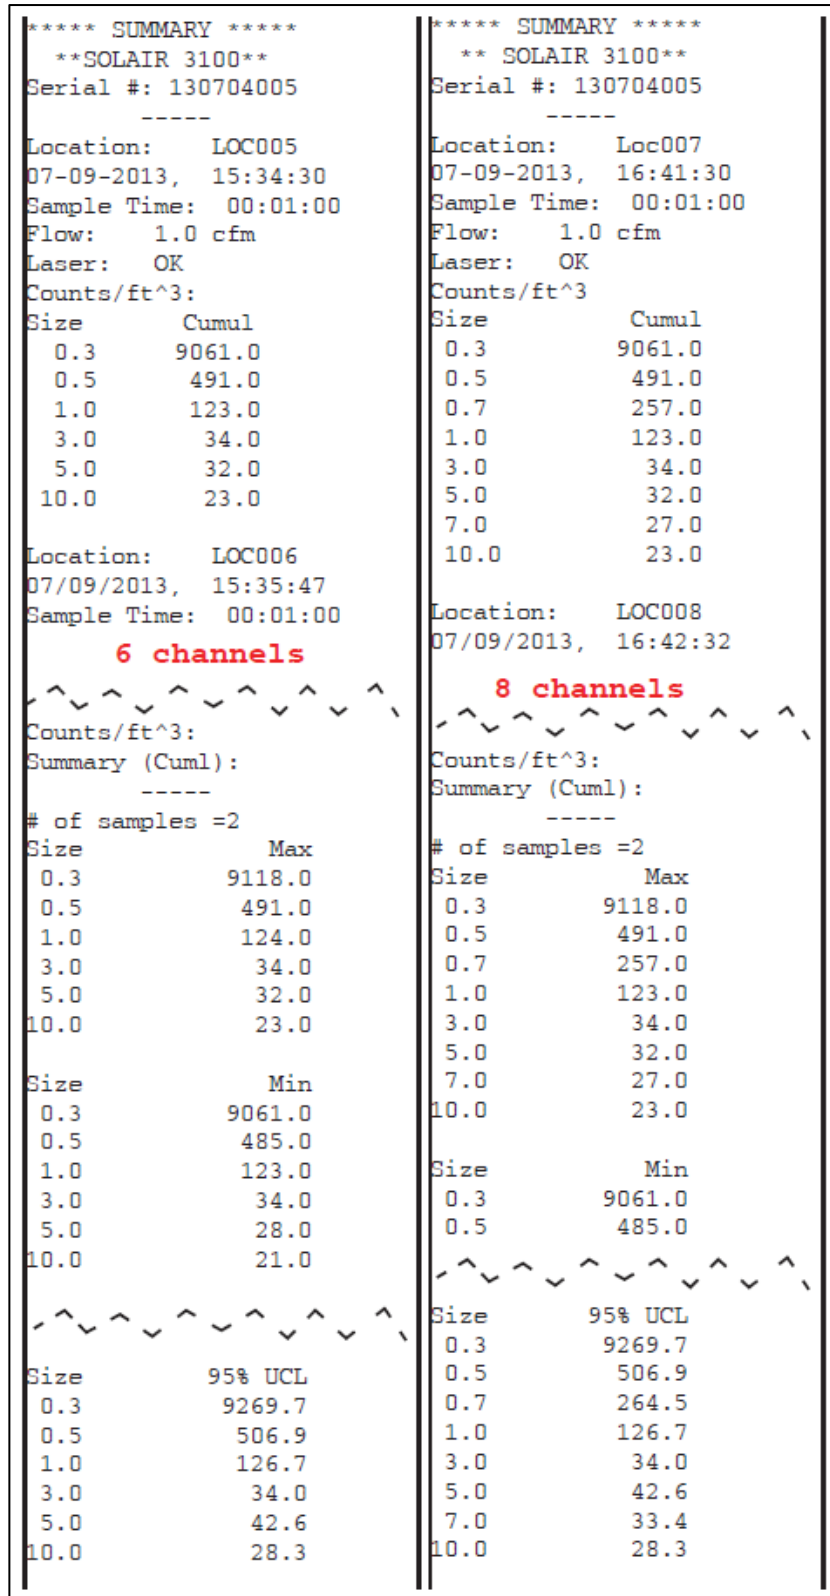 ***** SUMMARY *****
**SOLAIR 3100**
Serial #: 130704005
-----
Location: LOC005
07-09-2013, 15:34:30
Sample Time: 00:01:00
Flow: 1.0 cfm
Laser: OK
Counts/ft^3:
Size Cumul
0.3 9061.0
0.5 491.0
1.0 123.0
3.0 34.0
5.0 32.0
10.0 23.0
Location: LOC006
07/09/2013, 15:35:47
Sample Time: 00:01:00
6 channels
Counts/ft^3:
Summary (Cuml):
-----
# of samples =2
Size Max
0.3 9118.0
0.5 491.0
1.0 124.0
3.0 34.0
5.0 32.0
10.0 23.0
Size Min
0.3 9061.0
0.5 485.0
1.0 123.0
3.0 34.0
5.0 28.0
10.0 21.0
Size 95% UCL
0.3 9269.7
0.5 506.9
1.0 126.7
3.0 34.0
5.0 42.6
10.0 28.3
***** SUMMARY *****
** SOLAIR 3100**
Serial #: 130704005
-----
Location: Loc007
07-09-2013, 16:41:30
Sample Time: 00:01:00
Flow: 1.0 cfm
Laser: OK
Counts/ft^3
Size Cumul
0.3 9061.0
0.5 491.0
0.7 257.0
1.0 123.0
3.0 34.0
5.0 32.0
7.0 27.0
10.0 23.0
Location: LOC008
07/09/2013, 16:42:32
8 channels
Counts/ft^3:
Summary (Cuml):
-----
# of samples =2
Size Max
0.3 9118.0
0.5 491.0
0.7 257.0
1.0 123.0
3.0 34.0
5.0 32.0
7.0 27.0
10.0 23.0
Size Min
0.3 9061.0
0.5 485.0
Size 95% UCL
0.3 9269.7
0.5 506.9
0.7 264.5
1.0 126.7
3.0 34.0
5.0 42.6
7.0 33.4
10.0 28.3